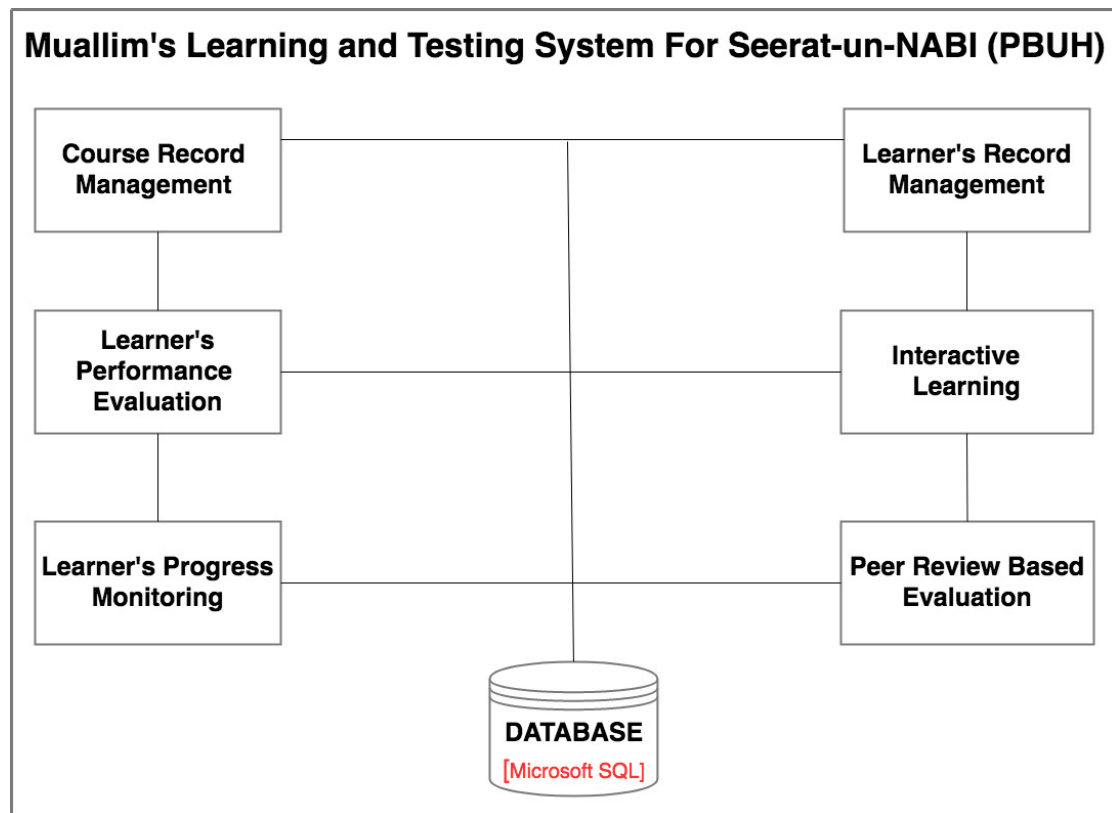 Muallim's Learning and Testing System For Seerat-un-NABI (PBUH)
Course Record
Management
Learner's Record
Management
Learner's
Performance
Evaluation
Interactive
Learning
Learner's Progress
Monitoring
Peer Review Based
Evaluation
DATABASE
[Microsoft SQL]